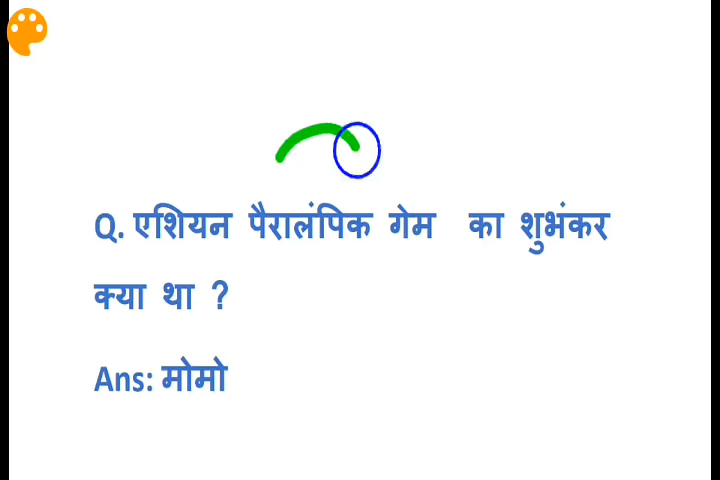 Q. एशियन पैरालंपिक गेम का शुभंकर
क्या था ?
Ans: मोमो